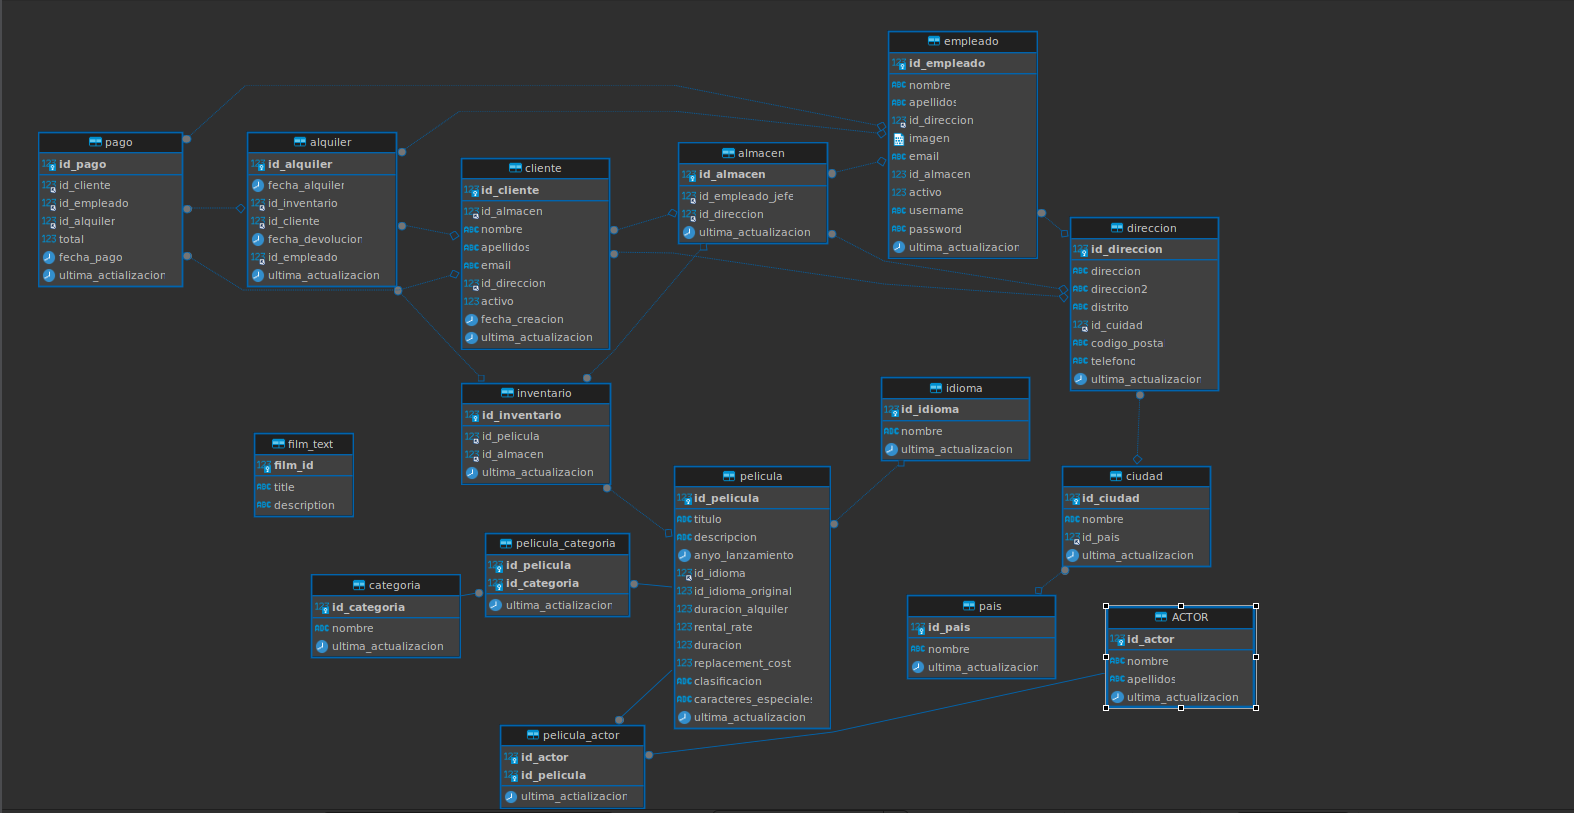 empleado
id_empleado
nombre
apellidos
id_direccion
imagen
email
id_almacen
activo
username
password
ultima_actualizacior
pago
id_pago
id_cliente
id_empleado
id_alquiler
total
fecha_pago
ultima_actializacior
alquiler
id_alquiler
fecha_alquiler
id_inventario
id_cliente
fecha_devolucior
id_empleado
ultima_actualizacion
cliente
id_cliente
id_almacen
nombre
apellidos
email
id_direccion
activo
fecha_creacion
ultima_actualizacion
almacen
id_almacen
id_empleado_jefe
id_direccion
ultima_actualizacion
direccion
id_direccion
direccion
direccion2
distrito
id_cuidad
codigo_posta
telefonc
ultima_actualizacior
inventario
id_inventario
id_pelicula
id_almacen
ultima_actualizacion
idioma
id_idioma
nombre
ultima_actualizacion
film_text
film_id
title
description
pelicula
id_pelicula
titulo
descripcion
anyo_lanzamiento
id_idioma
id_idioma_original
duracion_alquiler
rental_rate
duracion
replacement_cost
clasificacion
caracteres_especiales
ultima_actualizacion
ciudad
id_ciudad
nombre
id_pais
ultima_actualizacion
pelicula_categoria
id_pelicula
id_categoria
ultima_actializacior
categoria
id_categoria
nombre
ultima_actualizacion
pais
id_pais
nombre
ultima_actualizacior
ACTOR
id_actor
nombre
apellidos
ultima_actualizacion
pelicula_actor
id_actor
id_pelicula
ultima_actializacior